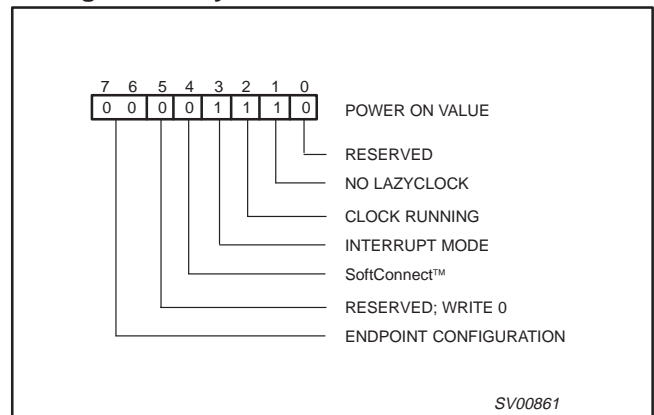 7 6 5 4 3 2 1 0
0 0 0 0 1 1 1 0 POWER ON VALUE
RESERVED
NO LAZYCLOCK
CLOCK RUNNING
INTERRUPT MODE
SoftConnect™
RESERVED; WRITE 0
ENDPOINT CONFIGURATION
SV00861